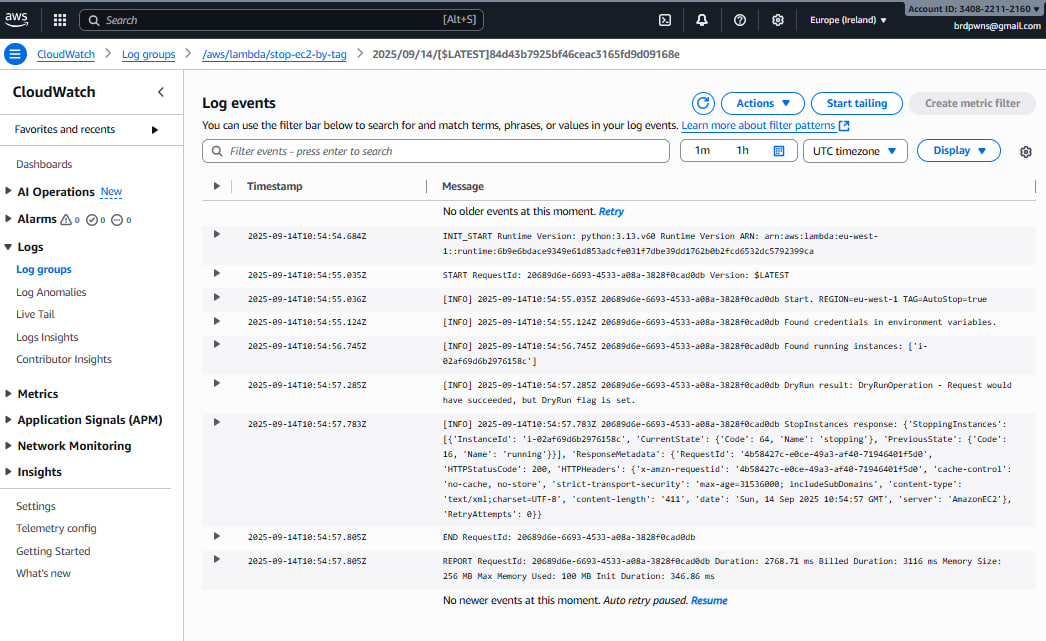 aws
Search [Alt+S]
Europe (Ireland)
Account ID: 3408-2211-2160
brdpwns@gmail.com
CloudWatch
Log groups
/aws/lambda/stop-ec2-by-tag
2025/09/14/[$LATEST]84d43b7925bf46ceac3165fd9d09168e
CloudWatch
Favorites and recents
Dashboards
AI Operations New
Alarms 0 0 0
Logs
Log groups
Log Anomalies
Live Tail
Logs Insights
Contributor Insights
Metrics
Application Signals (APM)
Network Monitoring
Insights
Settings
Telemetry config
Getting Started
What's new
Log events
Actions
Start tailing
Create metric filter
You can use the filter bar below to search for and match terms, phrases, or values in your log events. Learn more about filter patterns
Filter events - press enter to search
1m
1h
UTC timezone
Display
Timestamp
Message
No older events at this moment. Retry
2025-09-14T10:54:54.684Z
INIT_START Runtime Version: python:3.13.v60 Runtime Version ARN: arn:aws:lambda:eu-west-
1::runtime:6b9e6bdace9349e61d853adcfe031f7dbe39dd1762b0b2fcd6532dc5792399ca
2025-09-14T10:54:55.035Z
START RequestId: 20689d6e-6693-4533-a08a-3828f0cad0db Version: $LATEST
2025-09-14T10:54:55.036Z
[INFO] 2025-09-14T10:54:55.035Z 20689d6e-6693-4533-a08a-3828f0cad0db Start. REGION=eu-west-1 TAG=AutoStop=true
2025-09-14T10:54:55.124Z
[INFO] 2025-09-14T10:54:55.124Z 20689d6e-6693-4533-a08a-3828f0cad0db Found credentials in environment variables.
2025-09-14T10:54:56.745Z
[INFO] 2025-09-14T10:54:56.745Z 20689d6e-6693-4533-a08a-3828f0cad0db Found running instances: ['i-
02af69d6b2976158c']
2025-09-14T10:54:57.285Z
[INFO] 2025-09-14T10:54:57.285Z 20689d6e-6693-4533-a08a-3828f0cad0db DryRun result: DryRunOperation - Request would
have succeeded, but DryRun flag is set.
2025-09-14T10:54:57.783Z
[INFO] 2025-09-14T10:54:57.783Z 20689d6e-6693-4533-a08a-3828f0cad0db StopInstances response: {'StoppingInstances':
[{'InstanceId': 'i-02af69d6b2976158c', 'CurrentState': {'Code': 64, 'Name': 'stopping'}, 'PreviousState': {'Code':
16, 'Name': 'running'}}], 'ResponseMetadata': {'RequestId': '4b58427c-e0ce-49a3-af40-71946401f5d0',
'HTTPStatusCode': 200, 'HTTPHeaders': {'x-amzn-requestid': '4b58427c-e0ce-49a3-af40-71946401f5d0', 'cache-control':
'no-cache, no-store', 'strict-transport-security': 'max-age=31536000; includeSubDomains', 'content-type':
'text/xml;charset=UTF-8', 'content-length': '411', 'date': 'Sun, 14 Sep 2025 10:54:57 GMT', 'server': 'AmazonEC2'},
'RetryAttempts': 0}}
2025-09-14T10:54:57.805Z
END RequestId: 20689d6e-6693-4533-a08a-3828f0cad0db
2025-09-14T10:54:57.805Z
REPORT RequestId: 20689d6e-6693-4533-a08a-3828f0cad0db Duration: 2768.71 ms Billed Duration: 3116 ms Memory Size:
256 MB Max Memory Used: 100 MB Init Duration: 346.86 ms
No newer events at this moment. Auto retry paused. Resume